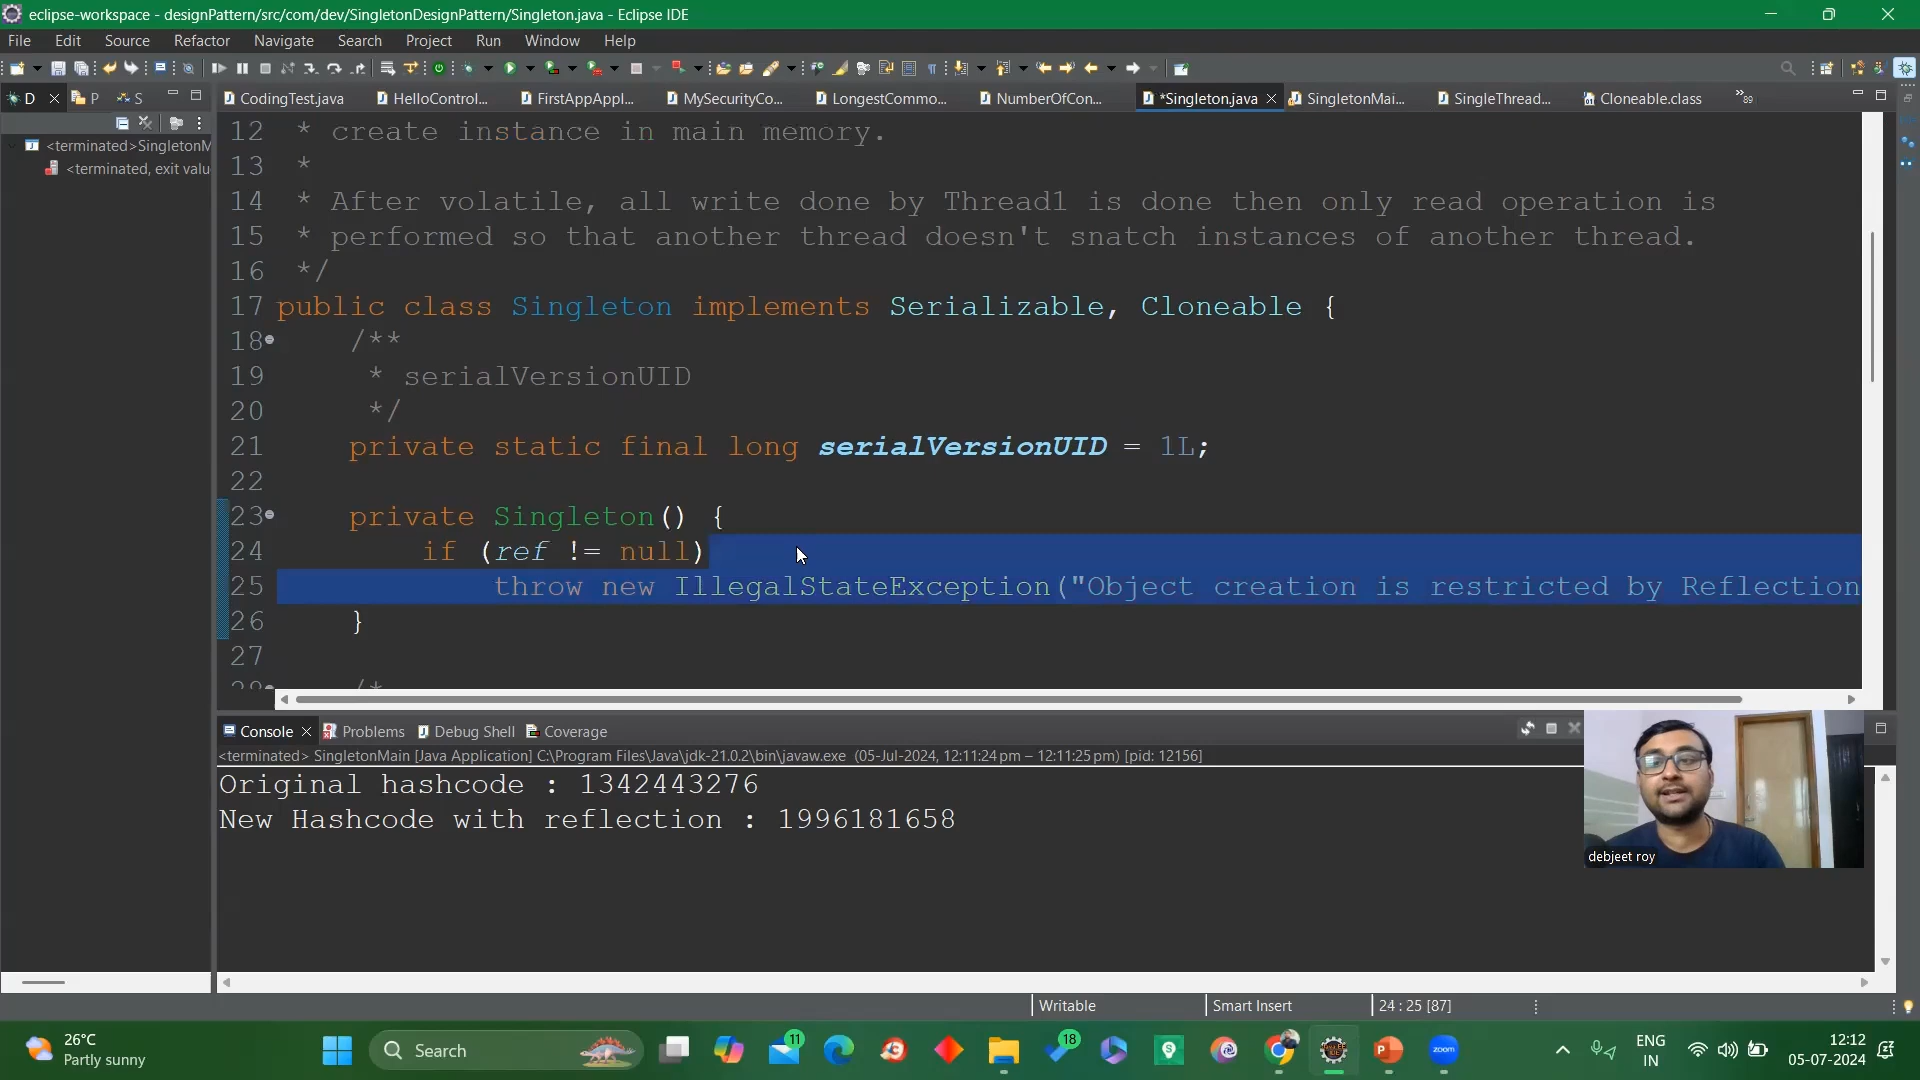 eclipse-workspace - designPattern/src/com/dev/SingletonDesignPattern/Singleton.java - Eclipse IDE
File Edit Source Refactor Navigate Search Project Run Window Help
D P S CodingTest.java HelloControl... FirstAppAppl... MySecurityCo... LongestCommo... NumberOfCon... *Singleton.java SingletonMai... SingleThread... Cloneable.class »89
<terminated>SingletonM
<terminated, exit valu
12 * create instance in main memory.
13 *
14 * After volatile, all write done by Thread1 is done then only read operation is
15 * performed so that another thread doesn't snatch instances of another thread.
16 */
17 public class Singleton implements Serializable, Cloneable {
18 /**
19 * serialVersionUID
20 */
21 private static final long serialVersionUID = 1L;
22
23 private Singleton() {
24 if (ref != null)
25 throw new IllegalStateException("Object creation is restricted by Reflection
26 }
27
/*
Console Problems Debug Shell Coverage
<terminated> SingletonMain [Java Application] C:\Program Files\Java\jdk-21.0.2\bin\javaw.exe (05-Jul-2024, 12:11:24 pm – 12:11:25 pm) [pid: 12156]
Original hashcode : 1342443276
New Hashcode with reflection : 1996181658
debjeet roy
Writable Smart Insert 24 : 25 [87]
26°C
Partly sunny
Search
11
18
zoom
ENG
IN
12:12
05-07-2024